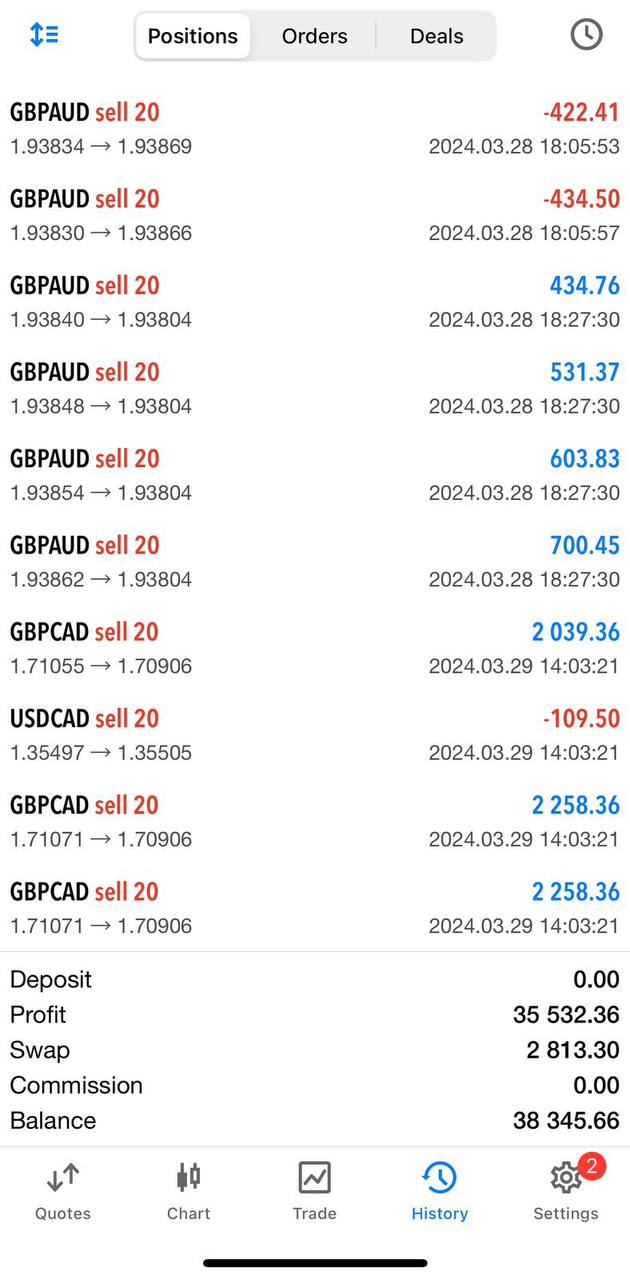 Positions Orders Deals
GBPAUD sell 20 -422.41
1.93834 → 1.93869 2024.03.28 18:05:53
GBPAUD sell 20 -434.50
1.93830 → 1.93866 2024.03.28 18:05:57
GBPAUD sell 20 434.76
1.93840 → 1.93804 2024.03.28 18:27:30
GBPAUD sell 20 531.37
1.93848 → 1.93804 2024.03.28 18:27:30
GBPAUD sell 20 603.83
1.93854 → 1.93804 2024.03.28 18:27:30
GBPAUD sell 20 700.45
1.93862 → 1.93804 2024.03.28 18:27:30
GBPCAD sell 20 2 039.36
1.71055 → 1.70906 2024.03.29 14:03:21
USDCAD sell 20 -109.50
1.35497 → 1.35505 2024.03.29 14:03:21
GBPCAD sell 20 2 258.36
1.71071 → 1.70906 2024.03.29 14:03:21
GBPCAD sell 20 2 258.36
1.71071 → 1.70906 2024.03.29 14:03:21
Deposit 0.00
Profit 35 532.36
Swap 2 813.30
Commission 0.00
Balance 38 345.66
2
Quotes Chart Trade History Settings